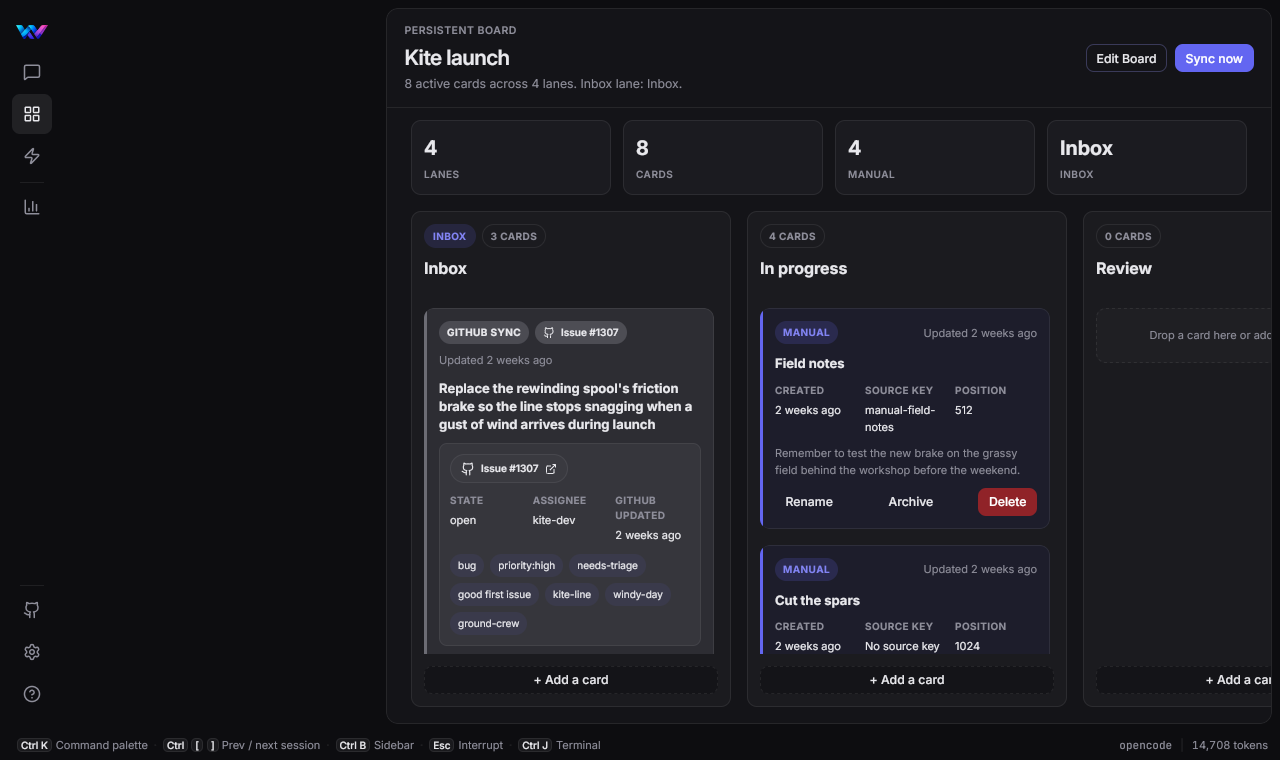 PERSISTENT BOARD
Kite launch
8 active cards across 4 lanes. Inbox lane: Inbox.
Edit Board
Sync now
4
LANES
8
CARDS
4
MANUAL
Inbox
INBOX
INBOX
3 CARDS
Inbox
GITHUB SYNC
Issue #1307
Updated 2 weeks ago
Replace the rewinding spool's friction
brake so the line stops snagging when a
gust of wind arrives during launch
Issue #1307
STATE
open
ASSIGNEE
kite-dev
GITHUB
UPDATED
2 weeks ago
bug
priority:high
needs-triage
good first issue
kite-line
windy-day
ground-crew
+ Add a card
4 CARDS
In progress
MANUAL
Updated 2 weeks ago
Field notes
CREATED
2 weeks ago
SOURCE KEY
manual-field-
notes
POSITION
512
Remember to test the new brake on the grassy
field behind the workshop before the weekend.
Rename
Archive
Delete
MANUAL
Updated 2 weeks ago
Cut the spars
CREATED
2 weeks ago
SOURCE KEY
No source key
POSITION
1024
+ Add a card
0 CARDS
Review
Drop a card here or add
+ Add a car
Ctrl K Command palette · Ctrl [ ] Prev / next session · Ctrl B Sidebar · Esc Interrupt · Ctrl J Terminal
opencode
14,708 tokens